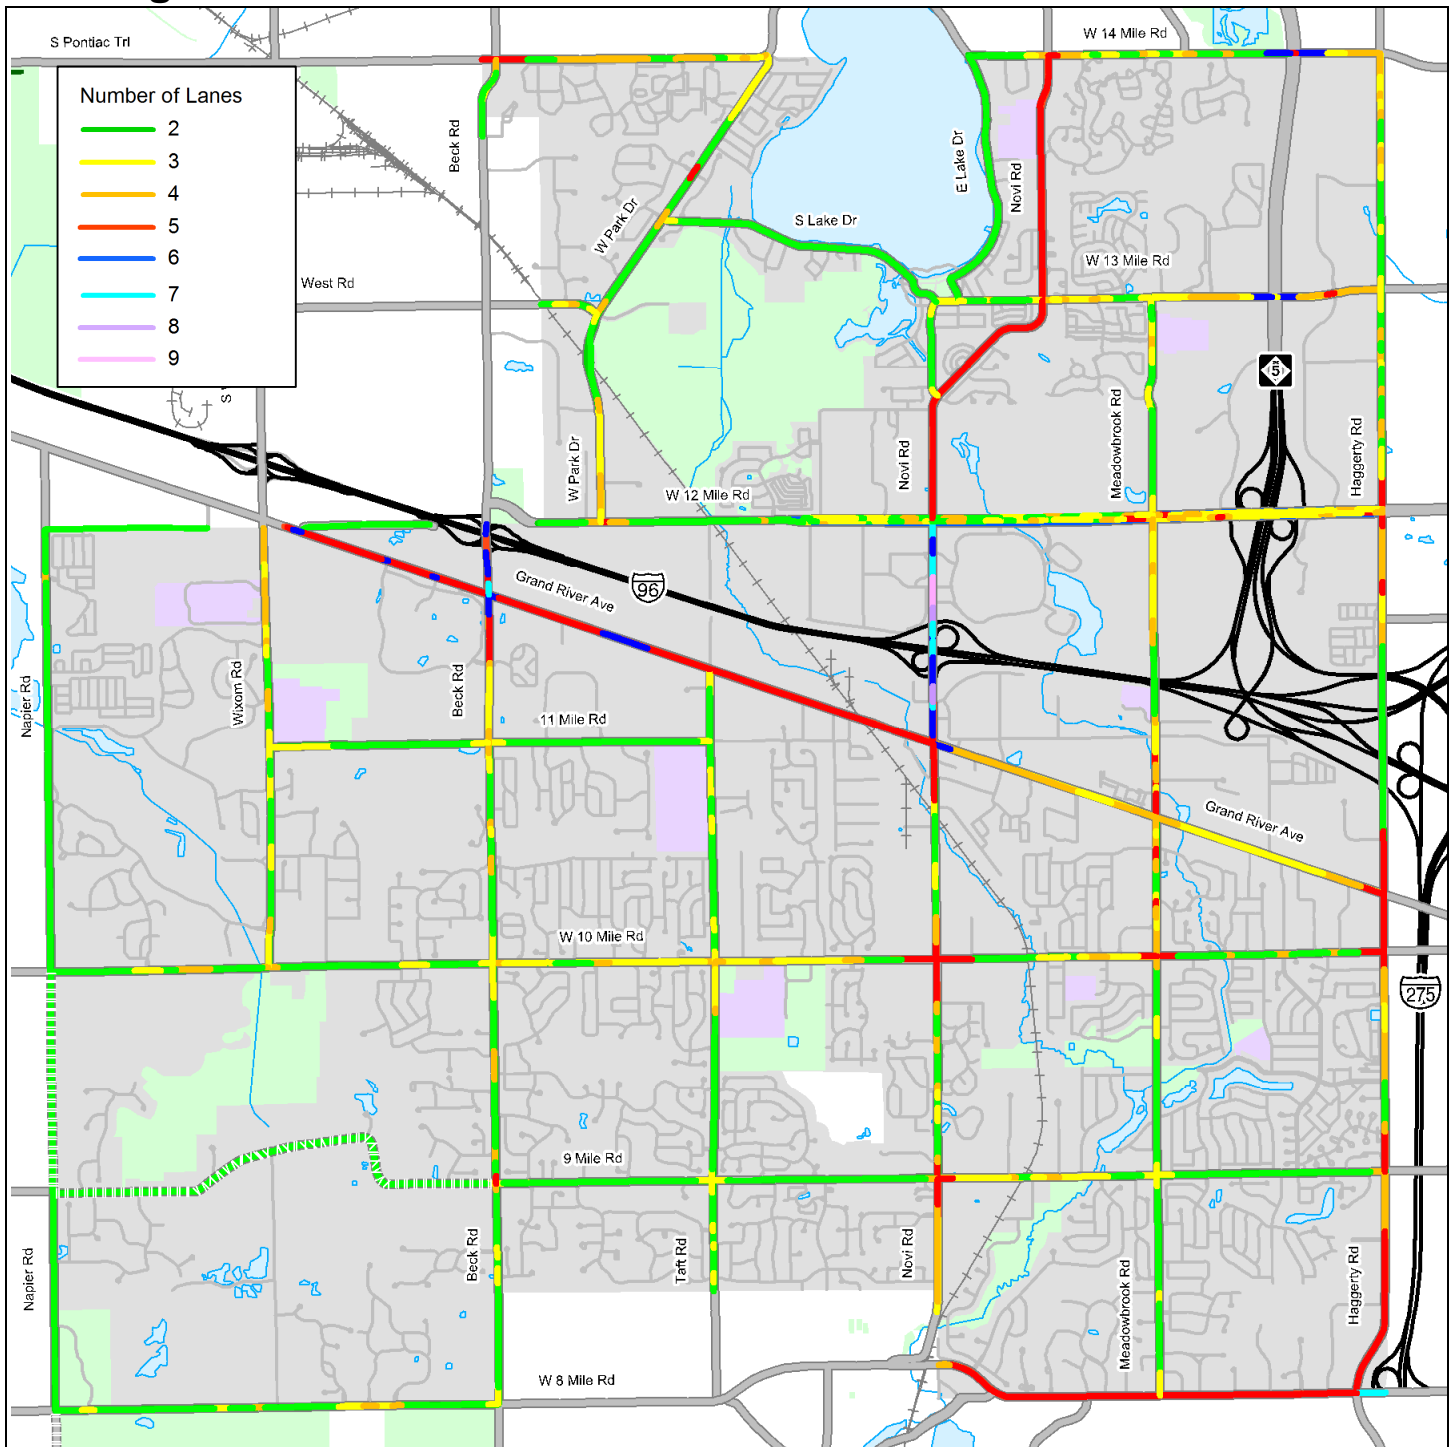 S Pontiac Trl
W 14 Mile Rd
Number of Lanes
2
3
4
5
6
7
8
9
Beck Rd
E Lake Dr
Novi Rd
W Park Dr
S Lake Dr
W 13 Mile Rd
West Rd
5
Meadowbrook Rd
Haggerty Rd
W Park Dr
Novi Rd
W 12 Mile Rd
Grand River Ave
96
Napier Rd
Wixom Rd
Beck Rd
11 Mile Rd
Grand River Ave
W 10 Mile Rd
275
9 Mile Rd
Napier Rd
Beck Rd
Taft Rd
Novi Rd
Meadowbrook Rd
Haggerty Rd
W 8 Mile Rd